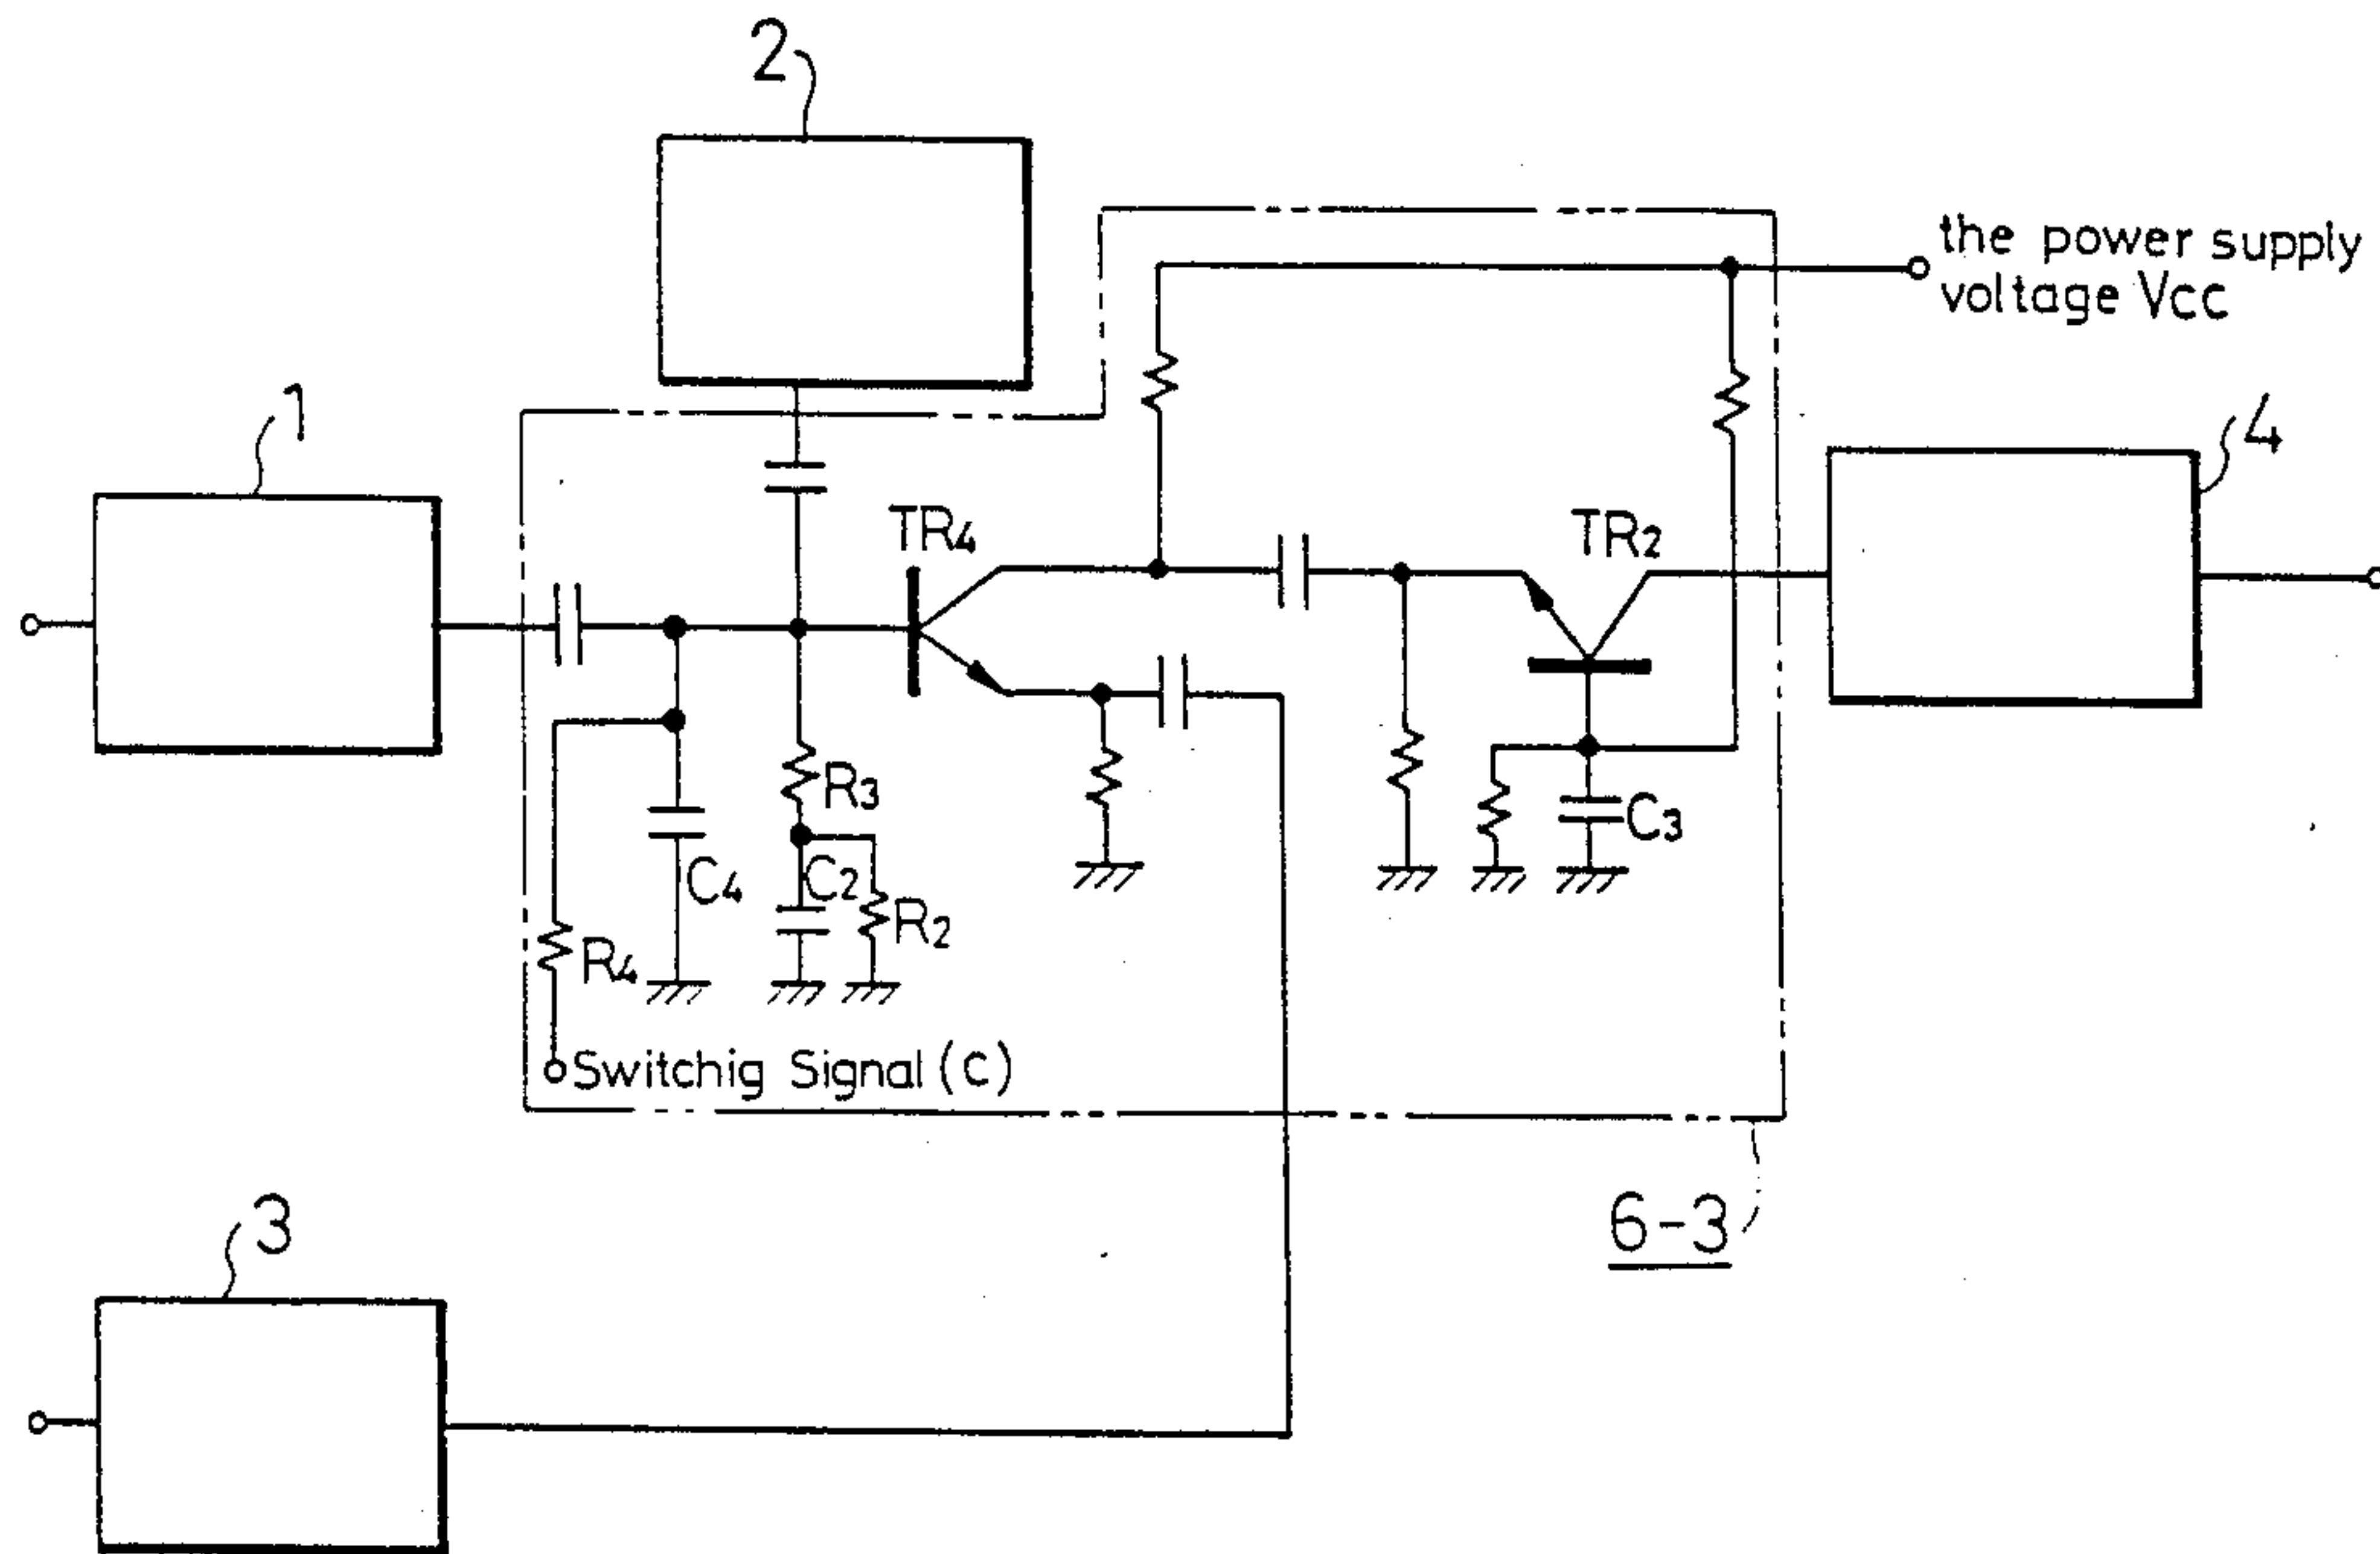 2
the power supply
voltage Vcc
1
4
TR4
TR2
R3
C3
C4
C2
R2
R4
Switchig Signal (c)
6-3
3